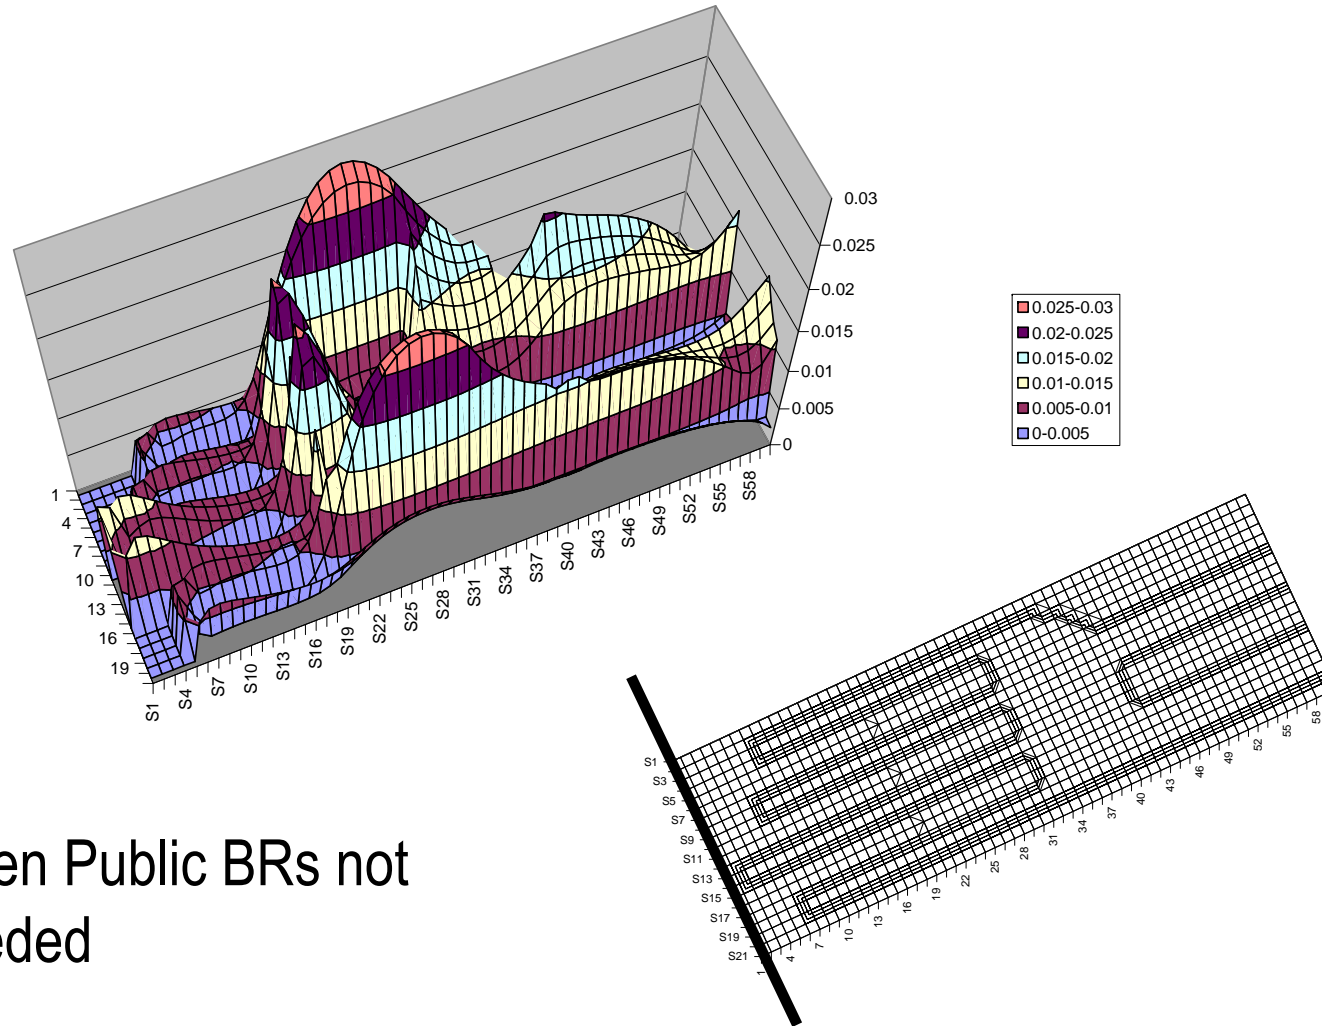 0.03
0.025
0.02
0.015
0.01
0.005
0
1
4
7
10
13
16
19
S1
S4
S7
S10
S13
S16
S19
S22
S25
S28
S31
S34
S37
S40
S43
S46
S49
S52
S55
S58
0.025-0.03
0.02-0.025
0.015-0.02
0.01-0.015
0.005-0.01
0-0.005
S1
S3
S5
S7
S9
S11
S13
S15
S17
S19
S21
1
4
7
10
13
16
19
22
25
28
31
34
37
40
43
46
49
52
55
58
en Public BRs not
eded